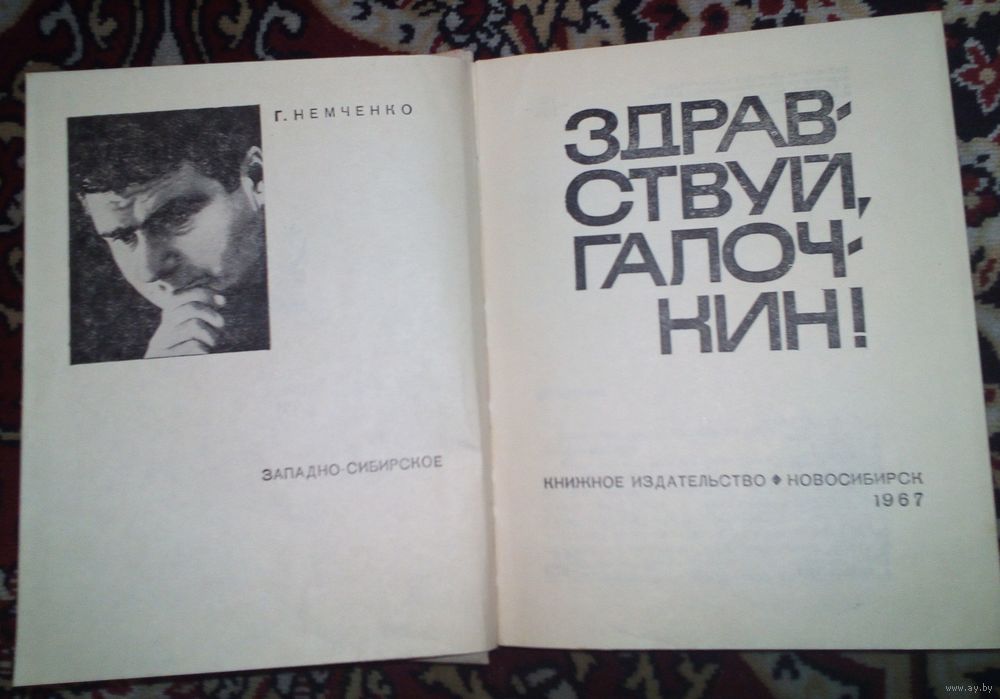 Г. НЕМЧЕНКО
ЗАПАДНО-СИБИРСКОЕ
ЗДРАВ-
СТВУЙ,
ГАЛОЧ-
КИН!
КНИЖНОЕ ИЗДАТЕЛЬСТВО ♦ НОВОСИБИРСК
1967
www.ay.by